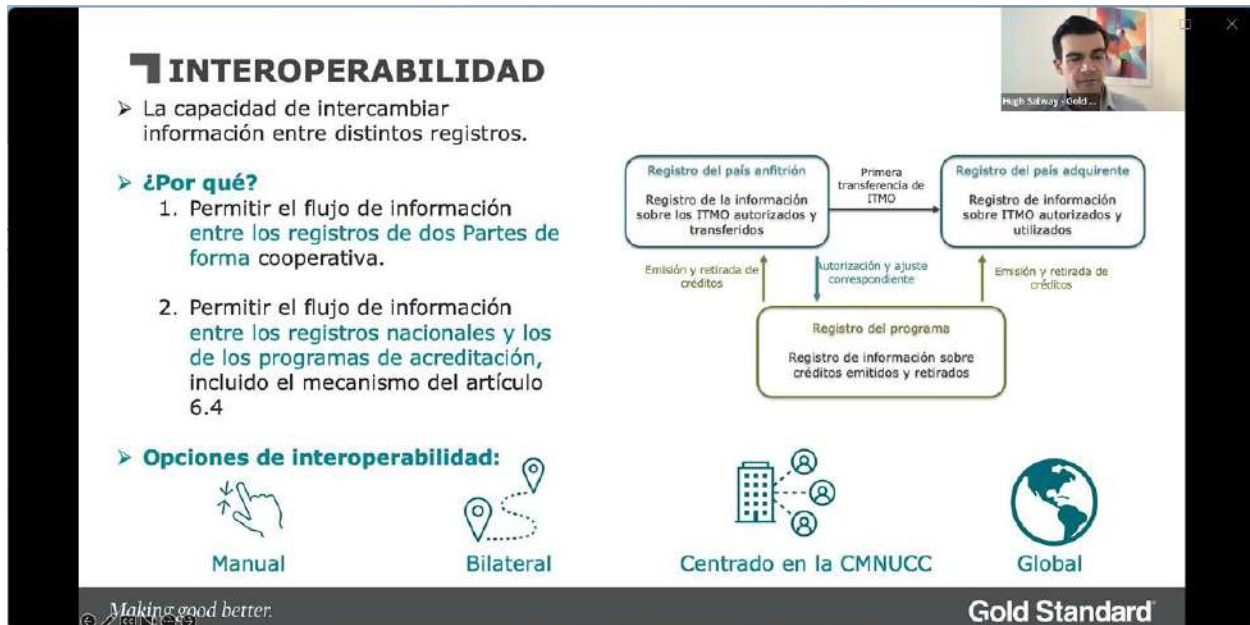 INTEROPERABILIDAD
➤ La capacidad de intercambiar
información entre distintos registros.
➤ ¿Por qué?
1. Permitir el flujo de información
entre los registros de dos Partes de
forma cooperativa.
2. Permitir el flujo de información
entre los registros nacionales y los
de los programas de acreditación,
incluido el mecanismo del artículo
6.4
➤ Opciones de interoperabilidad:
Manual
Bilateral
Centrado en la CMNUCC
Global
Registro del país anfitrión
Registro de la información
sobre los ITMO autorizados y
transferidos
Primera
transferencia de
ITMO
Registro del país adquirente
Registro de información
sobre ITMO autorizados y
utilizados
Emisión y retirada de
créditos
Autorización y ajuste
correspondiente
Emisión y retirada de
créditos
Registro del programa
Registro de información sobre
créditos emitidos y retirados
Hugh Salway - Gold ...
Making good better.
Gold Standard